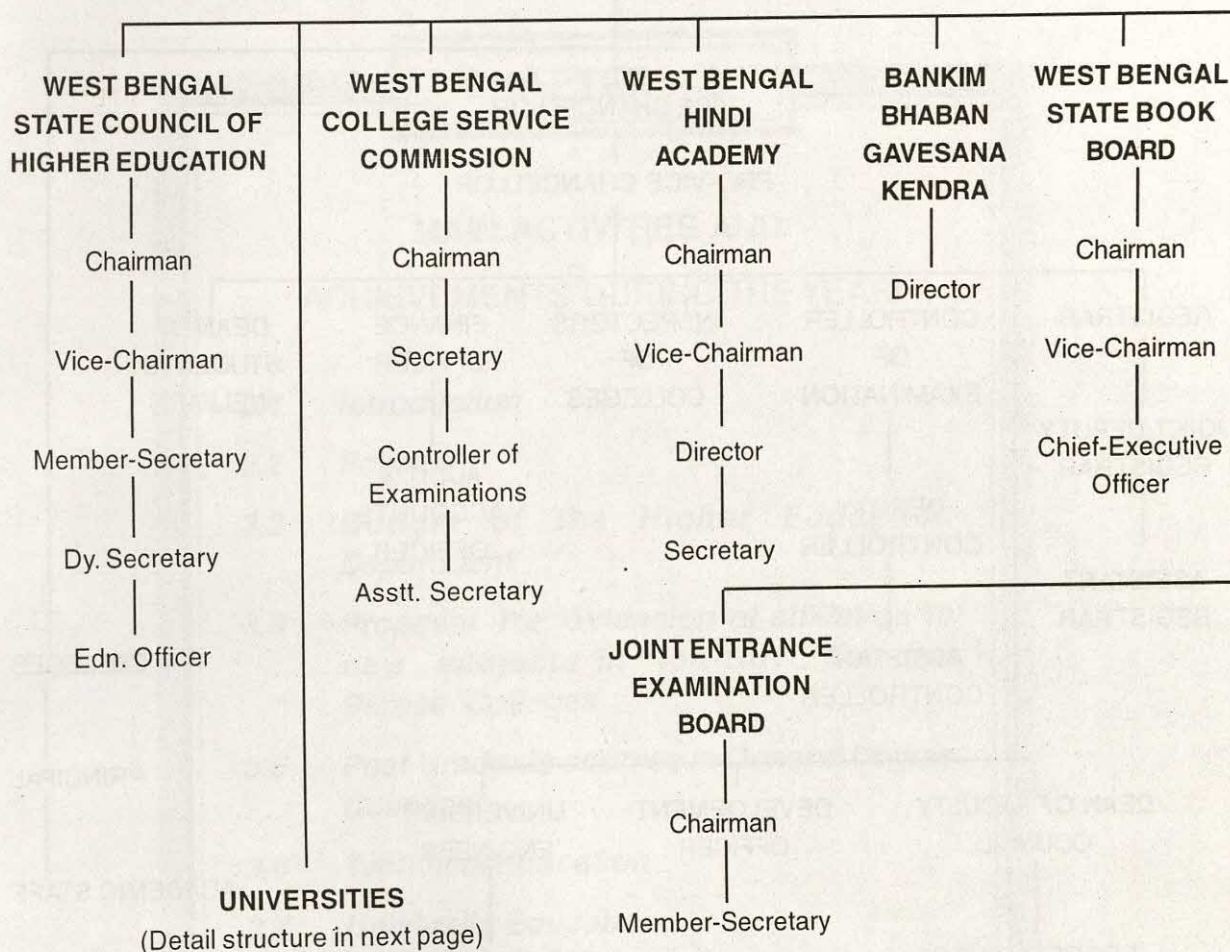 WEST BENGAL
STATE COUNCIL OF
HIGHER EDUCATION
Chairman
Vice-Chairman
Member-Secretary
Dy. Secretary
Edn. Officer
UNIVERSITIES
(Detail structure in next page)
WEST BENGAL
COLLEGE SERVICE
COMMISSION
Chairman
Secretary
Controller of
Examinations
Asstt. Secretary
WEST BENGAL
HINDI
ACADEMY
Chairman
Vice-Chairman
Director
Secretary
BANKIM
BHABAN
GAVESANA
KENDRA
Director
WEST BENGAL
STATE BOOK
BOARD
Chairman
Vice-Chairman
Chief-Executive
Officer
JOINT ENTRANCE
EXAMINATION
BOARD
Chairman
Member-Secretary